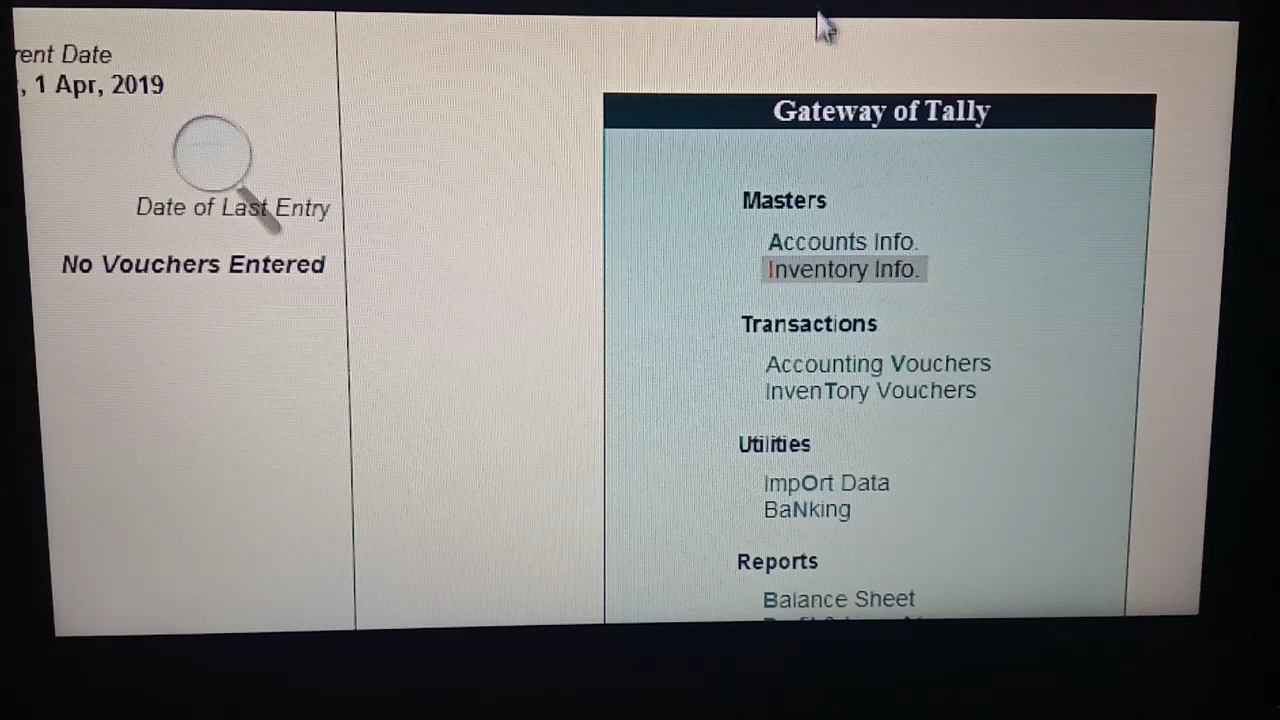 rent Date
, 1 Apr, 2019
Date of Last Entry
No Vouchers Entered
Gateway of Tally
Masters
Accounts Info.
Inventory Info.
Transactions
Accounting Vouchers
InvenTory Vouchers
Utilities
ImpOrt Data
BaNking
Reports
Balance Sheet